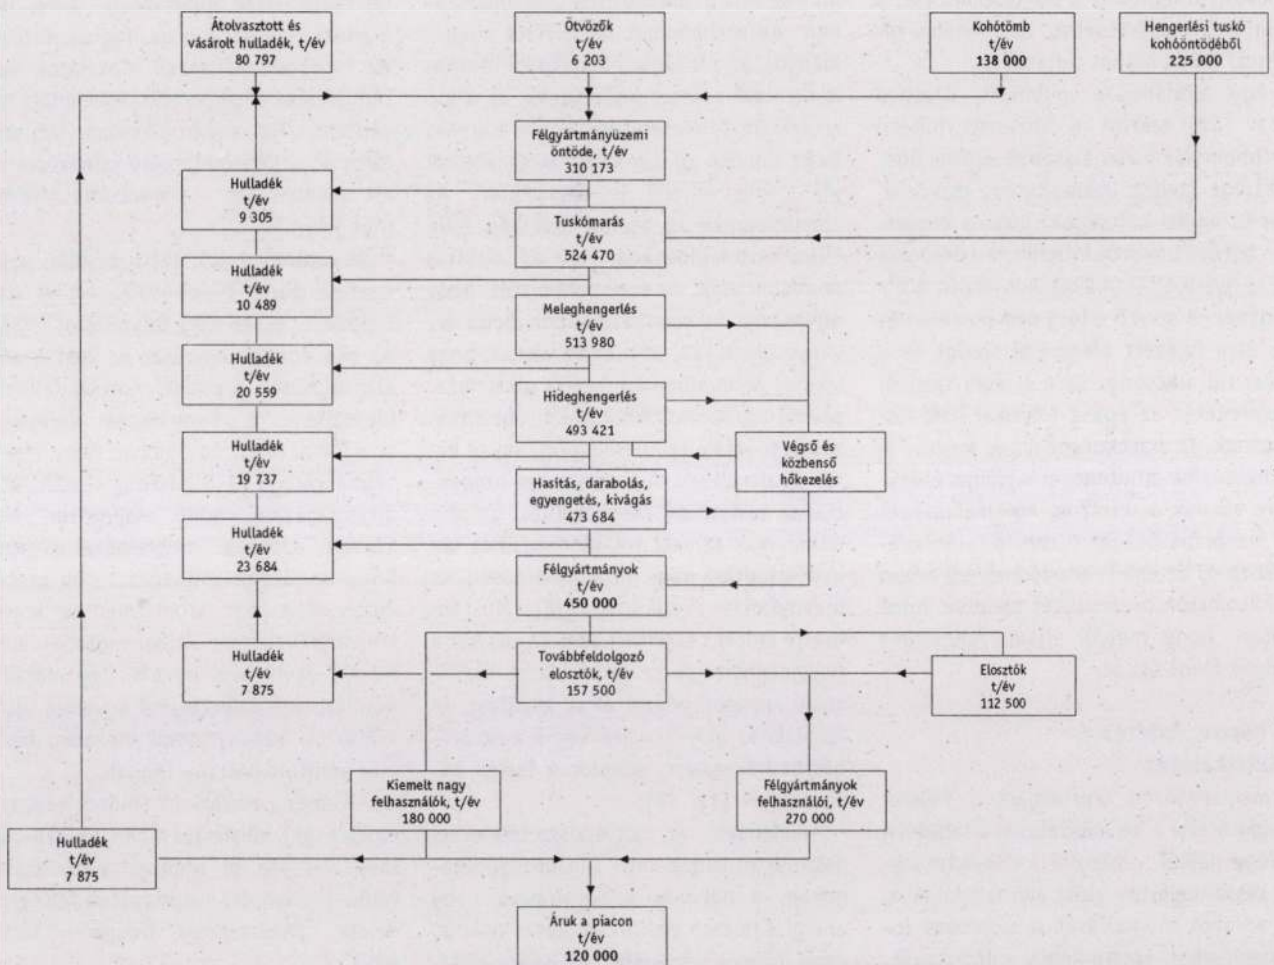 Átolvasztott és
vásárolt hulladék, t/év
80 797
Ötvözők
t/év
6 203
Kohótömb
t/év
138 000
Hengerlési tuskó
kohóöntödéből
225 000
Félgyártmányüzem
öntöde, t/év
310 173
Hulladék
t/év
9 305
Tuskómarás
t/év
524 470
Hulladék
t/év
10 489
Meleghengerlés
t/év
513 980
Hulladék
t/év
20 559
Hideghengerlés
t/év
493 421
Hulladék
t/év
19 737
Végső és
közbenső
hőkezelés
Hasítás, darabolás,
egyengetés, kivágás
473 684
Hulladék
t/év
23 684
Félgyártmányok
t/év
450 000
Hulladék
t/év
7 875
Továbbfeldolgozó
elosztók, t/év
157 500
Elosztók
t/év
112 500
Kiemelt nagy
felhasználók, t/év
180 000
Félgyártmányok
felhasználói, t/év
270 000
Hulladék
t/év
7 875
Áruk a piacon
t/év
120 000